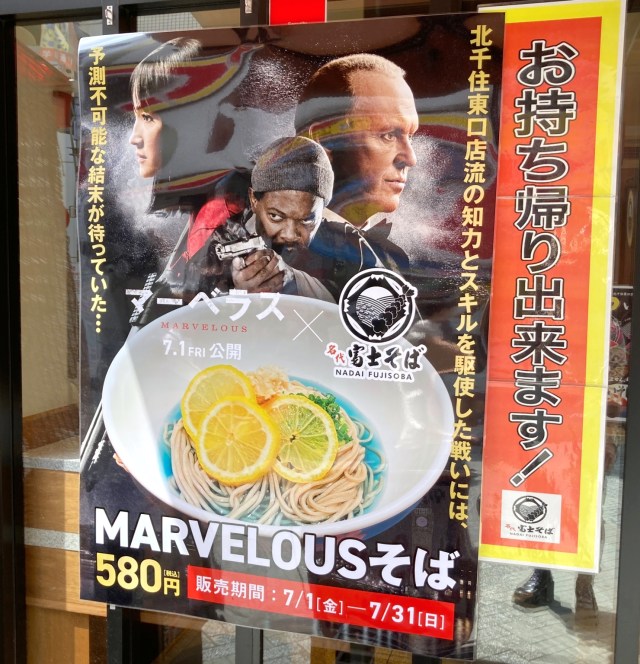 北千住東口店流の知力とスキルを駆使した戦いには、
予測不可能な結末が待っていた…
マーベラス
MARVELOUS
7.1 FRI 公開
×
名代 富士そば
NADAI FUJISOBA
MARVELOUSそば
580円[税込]
販売期間：7/1[金]―7/31[日]
お持ち帰り出来ます！
名代 富士そば
NADAI FUJISOBA